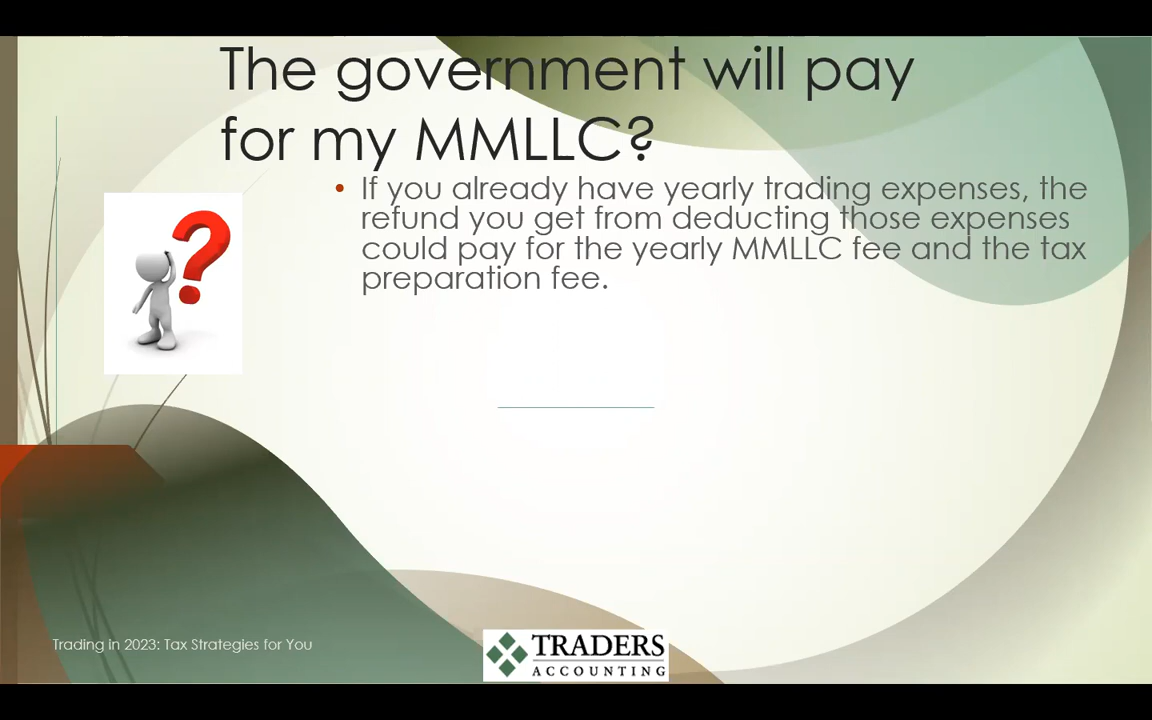 The government will pay
for my MMLLC?
• If you already have yearly trading expenses, the
refund you get from deducting those expenses
could pay for the yearly MMLLC fee and the tax
preparation fee.
Trading in 2023: Tax Strategies for You
TRADERS
ACCOUNTING